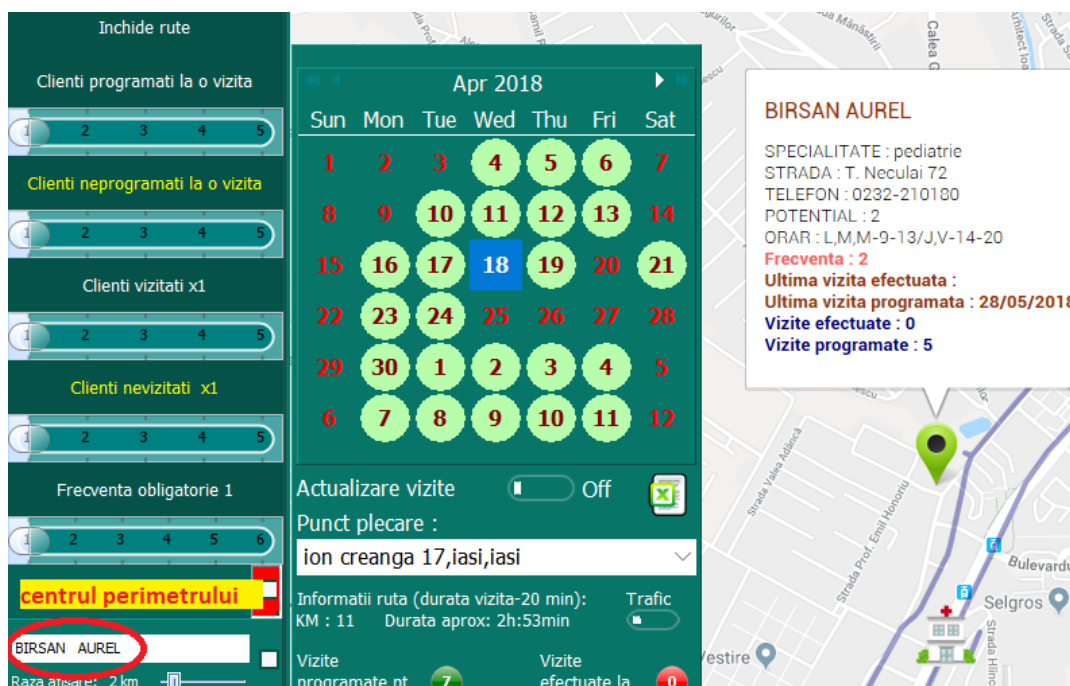 Inchide rute
Clienti programati la o vizita
1 2 3 4 5
Clienti neprogramati la o vizita
1 2 3 4 5
Clienti vizitati x1
1 2 3 4 5
Clienti nevizitati x1
1 2 3 4 5
Frecventa obligatorie 1
1 2 3 4 5 6
centrul perimetrului
BIRSAN AUREL
Raza afisare: 2 km
Apr 2018
Sun Mon Tue Wed Thu Fri Sat
1 2 3 4 5 6 7
8 9 10 11 12 13 14
15 16 17 18 19 20 21
22 23 24 25 26 27 28
29 30 1 2 3 4 5
6 7 8 9 10 11 12
Actualizare vizite Off
Punct plecare :
ion creanga 17,iasi,iasi
Informatii ruta (durata vizita-20 min): Trafic
KM : 11 Durata aprox: 2h:53min
Vizite Vizite
programate pt 7 efectuate la 0
BIRSAN AUREL
SPECIALITATE : pediatrie
STRADA : T. Neculai 72
TELEFON : 0232-210180
POTENTIAL : 2
ORAR : L,M,M-9-13/J,V-14-20
Frecventa : 2
Ultima vizita efectuata :
Ultima vizita programata : 28/05/2018
Vizite efectuate : 0
Vizite programate : 5
Calea G
Strada Valea Adâncă
Strada Prof. Emil Honoriu
Bulevardu
Selgros
Strada Hlinc
Vestire